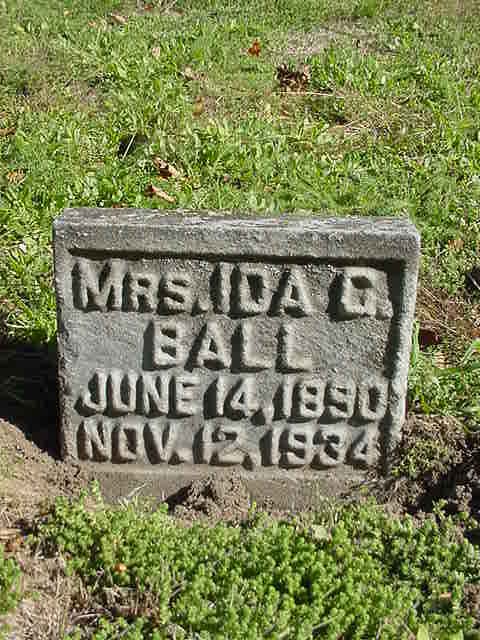 MRS. IDA G.
BALL
JUNE 14, 1890
NOV. 12, 1934